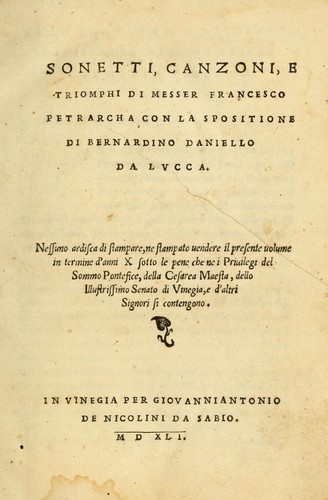 SONETTI, CANZONI, E
TRIOMPHI DI MESSER FRANCESCO
PETRARCHA CON LA SPOSITIONE
DI BERNARDINO DANIELLO
DA LVCCA.
Nessuno ardisca di stampare, ne stampato uendere il presente uolume
in termine d'anni X sotto le pene che ne i Priuilegi del
Sommo Pontefice, della Cesarea Maesta, dello
Illustrissimo Senato di Vinegia, e d'altri
Signori si contengono.
IN VINEGIA PER GIOVANNIANTONIO
DE NICOLINI DA SABIO.
M D XLI.